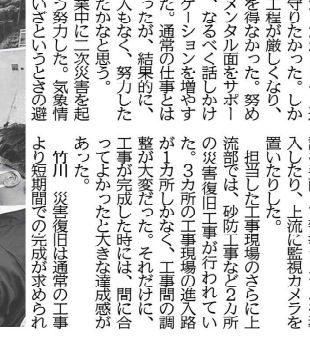 守りたかった。しか
工程が厳しくなり、
を得なかった。努め
メンタル面をサポー
、なるべく話しかけ
ケーションを増やす
た。通常の仕事とは
ったが、結果的に、
人もなく、努力した
たかなと思う。
業中に二次災害を起
う努力した。気象情
いざというときの避
入したり、上流に監視カメラを
置いたりした。
担当した工事現場のさらに上
流部では、砂防工事など2カ所
の災害復旧工事が行われてい
た。3カ所の工事現場の進入路
が1カ所しかなく、工事間の調
整が大変だった。それだけに、
工事が完成した時には、間に合
ってよかったと大きな達成感が
あった。
竹川 災害復旧は通常の工事
より短期間での完成が求められ